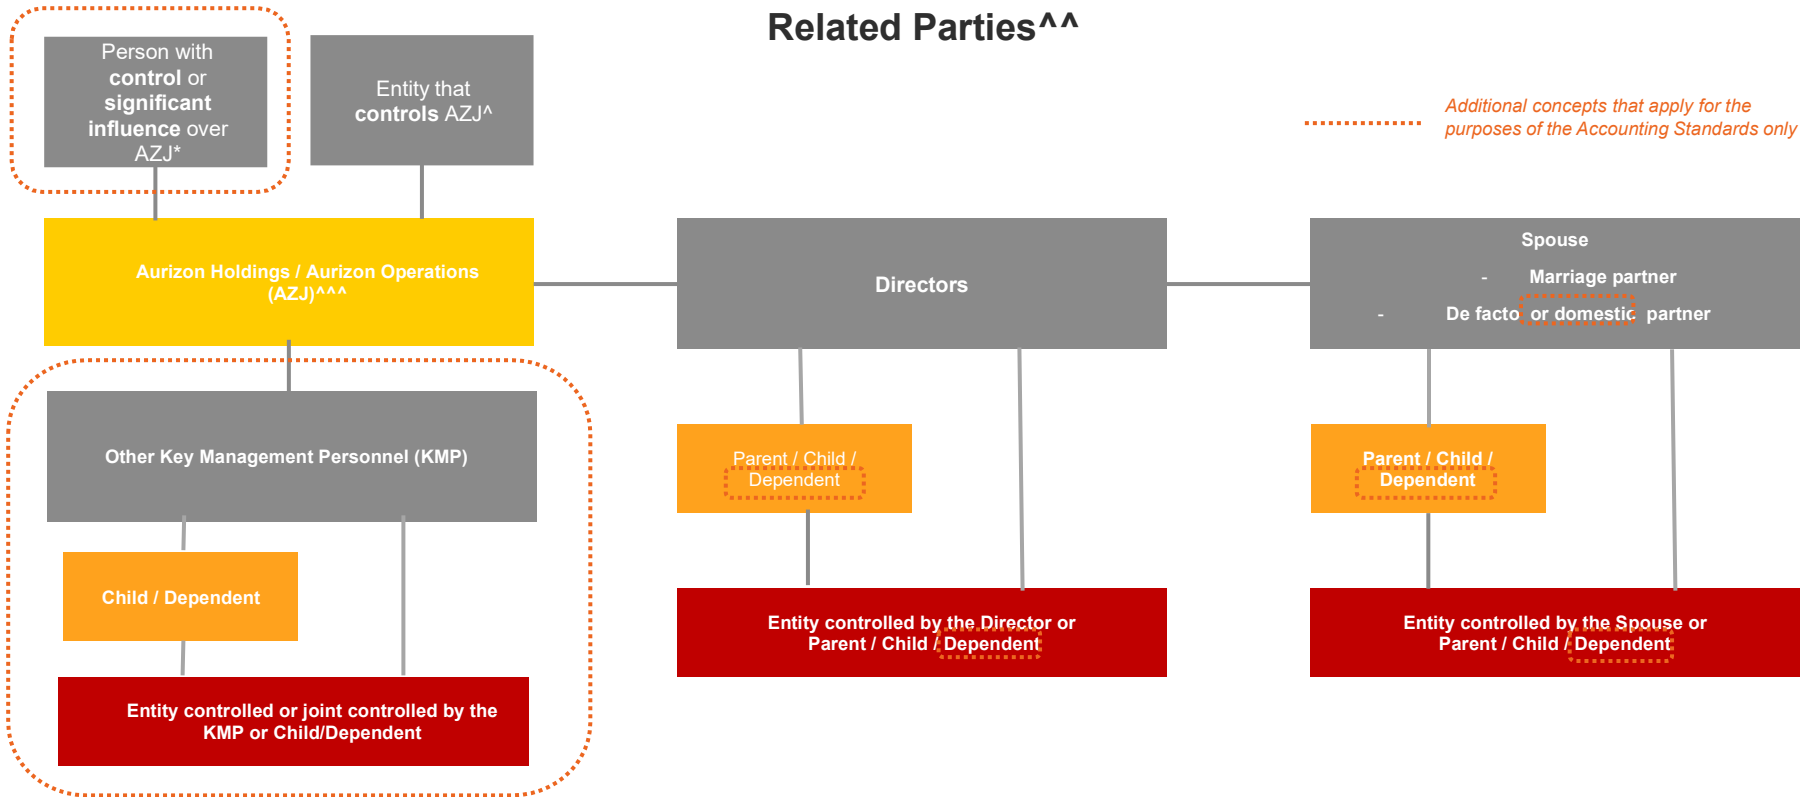 Related Parties^^
Person with
control or
significant
influence over
AZJ*
Entity that
controls AZJ^
Additional concepts that apply for the
purposes of the Accounting Standards only
Aurizon Holdings / Aurizon Operations
(AZJ)^^^
Directors
Spouse
- Marriage partner
- De facto or domestic partner
Other Key Management Personnel (KMP)
Parent / Child /
Dependent
Parent / Child /
Dependent
Child / Dependent
Entity controlled by the Director or
Parent / Child / Dependent
Entity controlled by the Spouse or
Parent / Child / Dependent
Entity controlled or joint controlled by the
KMP or Child/Dependent